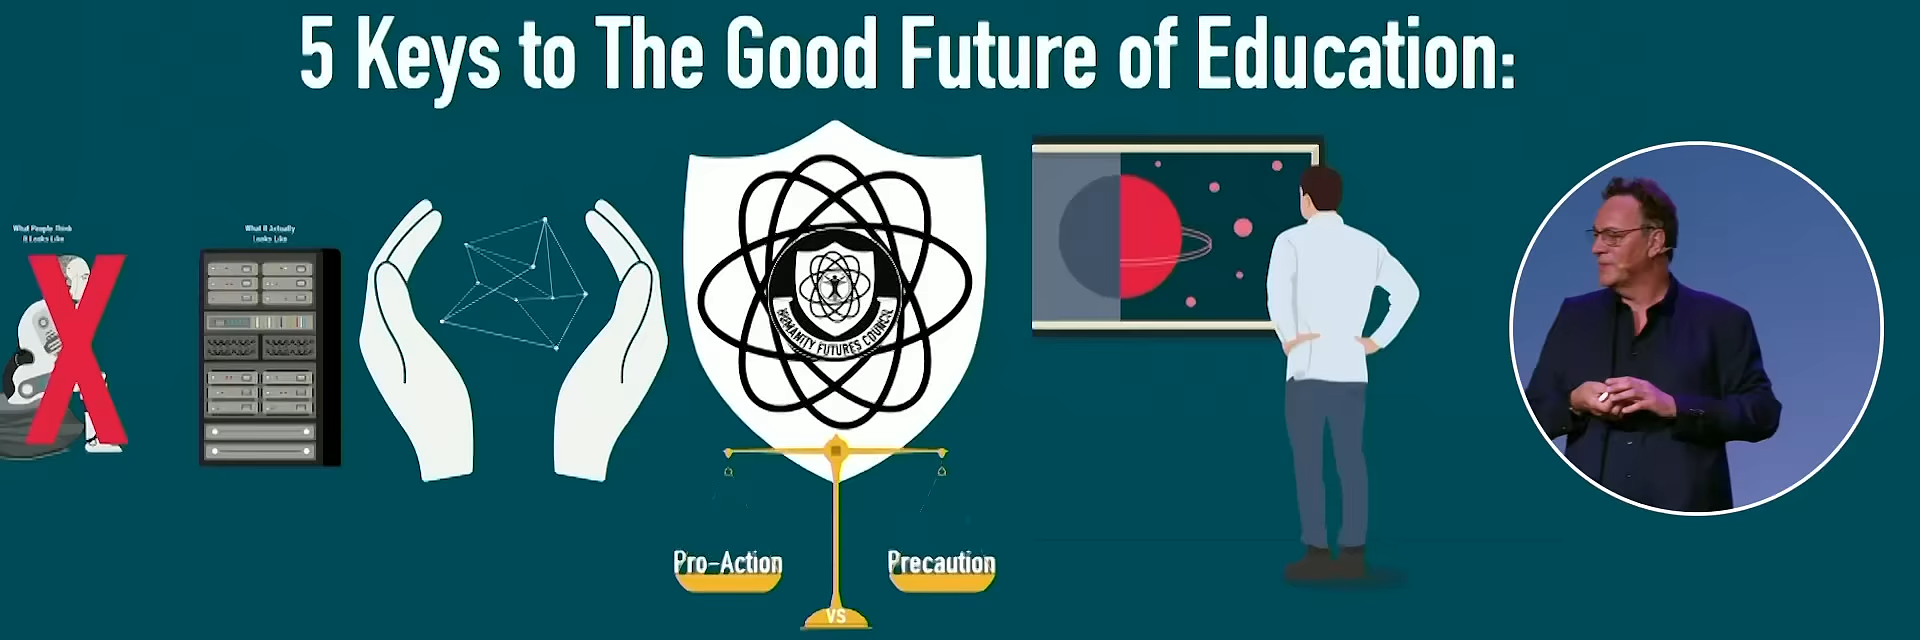 5 Keys to The Good Future of Education:
What People Think
It Looks Like
What It Actually
Looks Like
HUMANITY FUTURES COUNCIL
Pro-Action
Precaution
VS